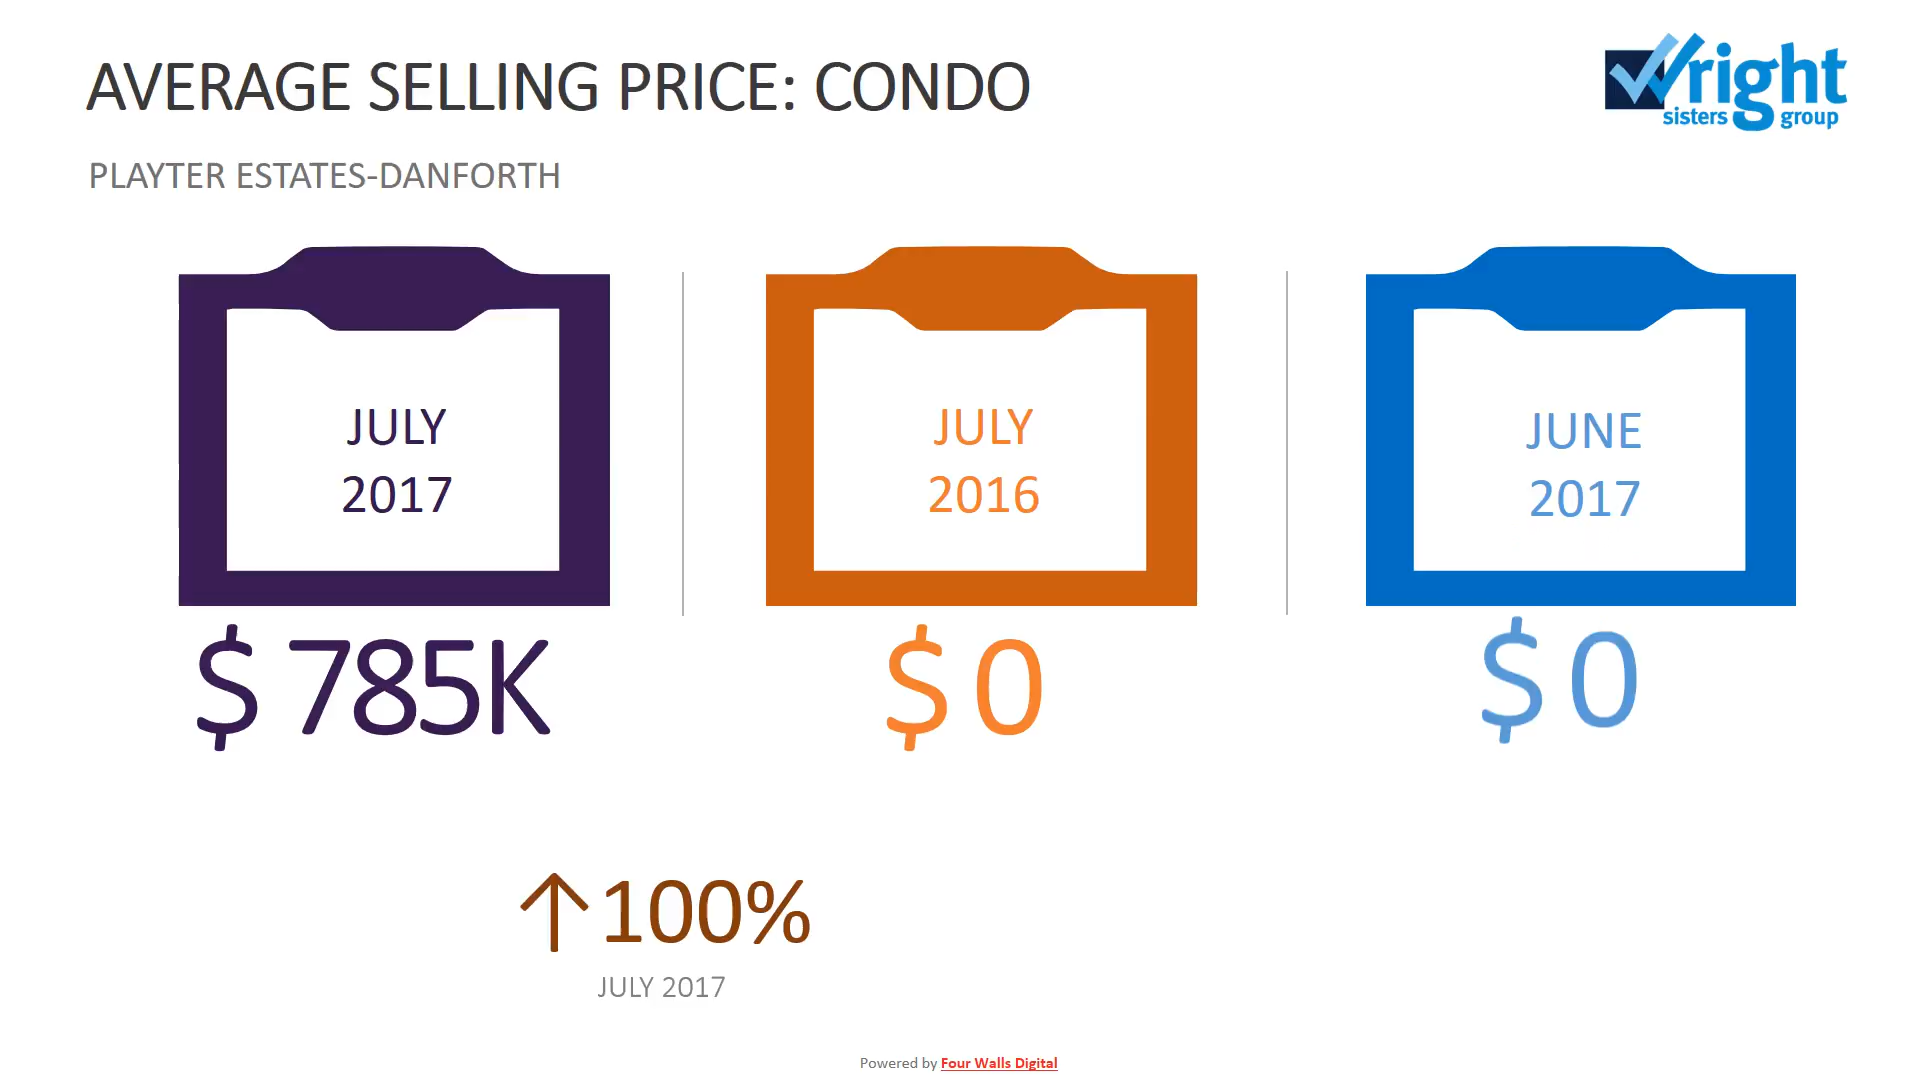 AVERAGE SELLING PRICE: CONDO
Wright
sisters group
PLAYTER ESTATES-DANFORTH
JULY
2017
$ 785K
JULY
2016
$ 0
JUNE
2017
$ 0
↑100%
JULY 2017
Powered by Four Walls Digital